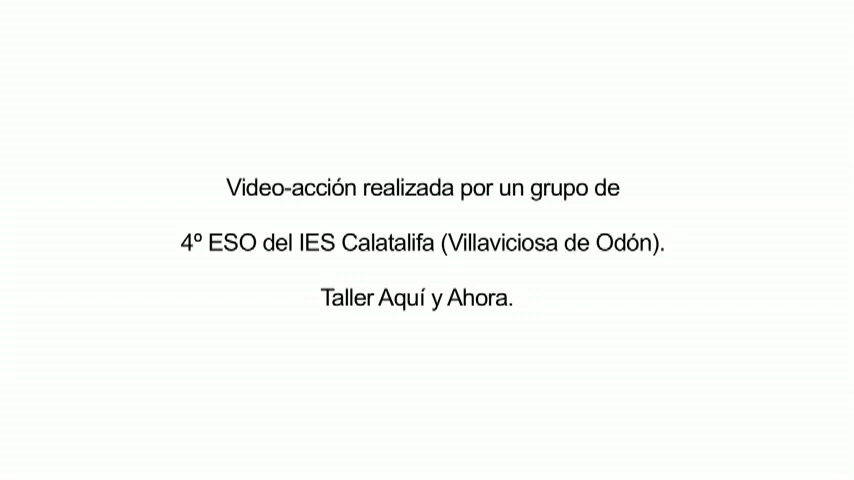 Video-acción realizada por un grupo de
4º ESO del IES Calatalifa (Villaviciosa de Odón).
Taller Aquí y Ahora.